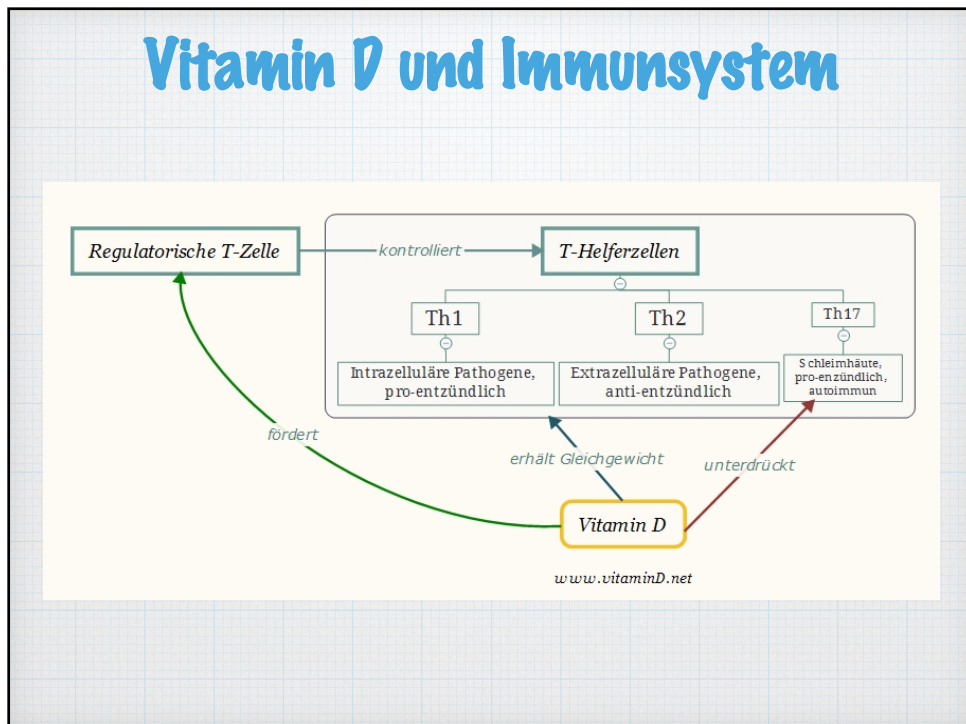 Vitamin D und Immunsystem
Regulatorische T-Zelle
kontrolliert
T-Helferzellen
Th1
Th2
Th17
Intrazelluläre Pathogene,
pro-entzündlich
Extrazelluläre Pathogene,
anti-entzündlich
Schleimhäute,
pro-enzündlich,
autoimmun
fördert
erhält Gleichgewicht
unterdrückt
Vitamin D
www.vitaminD.net